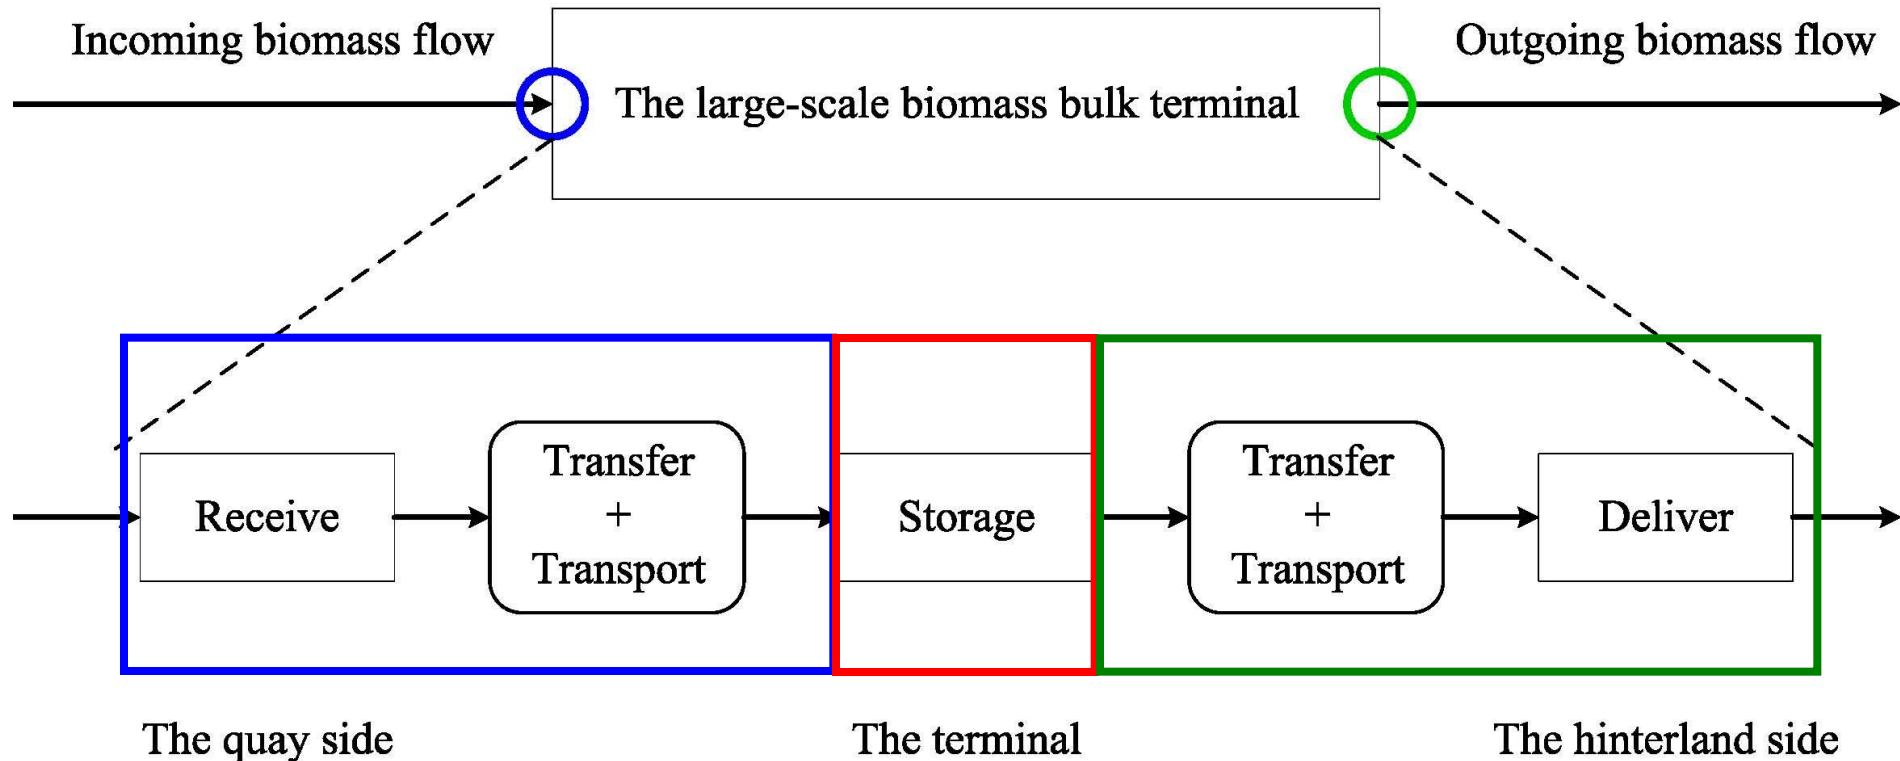 Incoming biomass flow
The large-scale biomass bulk terminal
Outgoing biomass flow
Receive
Transfer
+
Transport
Storage
Transfer
+
Transport
Deliver
The quay side
The terminal
The hinterland side